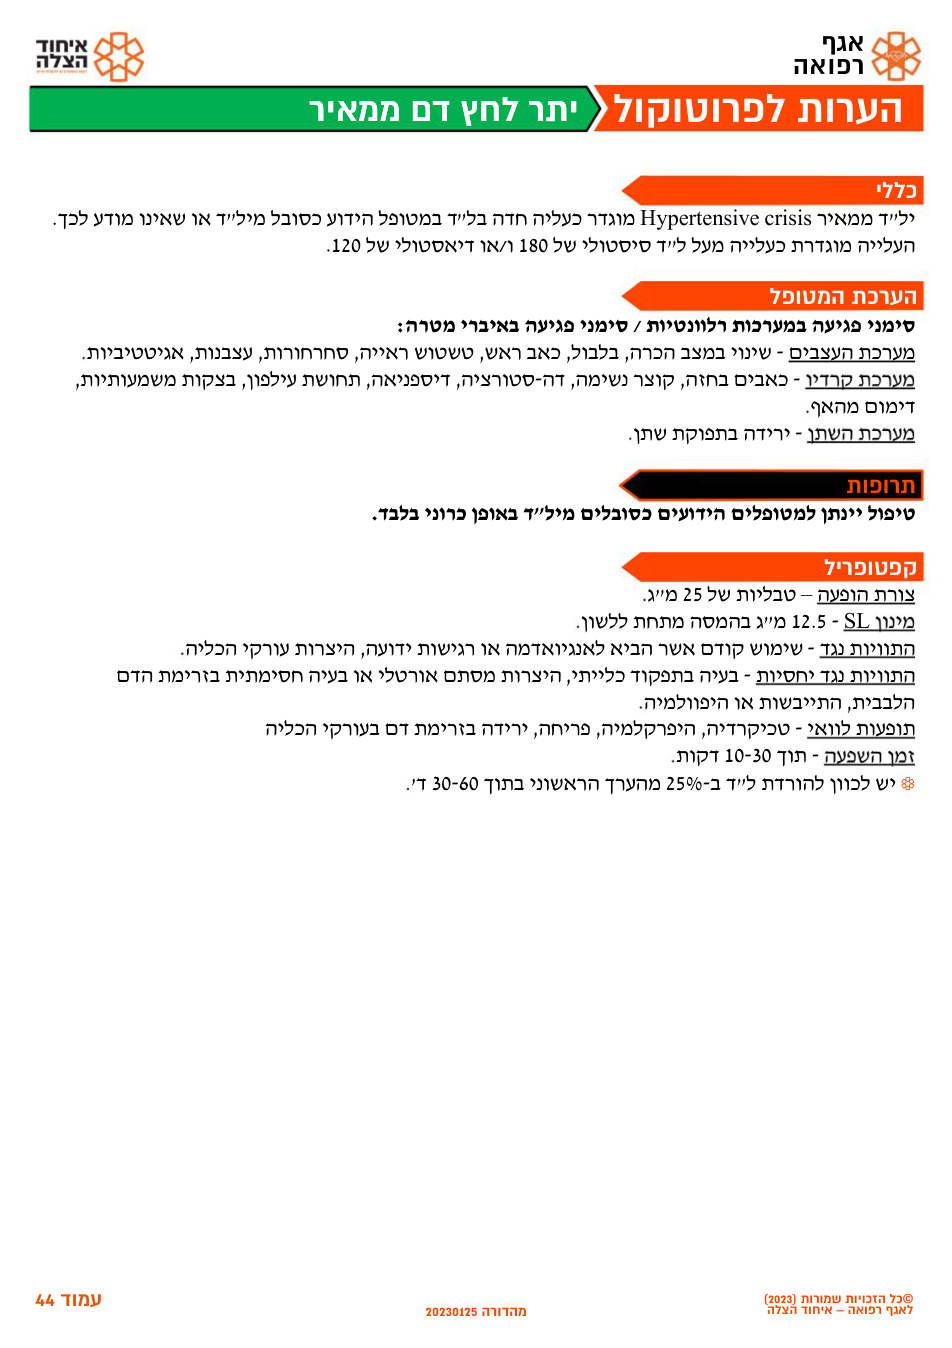 אגף
רפואה
איחוד
הצלה
הערות לפרוטוקול
יתר לחץ דם ממאיר
כללי
יל״ד ממאיר Hypertensive crisis מוגדר כעליה חדה בל״ד במטופל הידוע כסובל מיל״ד או שאינו מודע לכך.
העלייה מוגדרת כעלייה מעל ל״ד סיסטולי של 180 ו/או דיאסטולי של 120.
הערכת המטופל
סימני פגיעה במערכות רלוונטיות / סימני פגיעה באיברי מטרה:
מערכת העצבים - שינוי במצב הכרה, בלבול, כאב ראש, טשטוש ראייה, סחרחורות, עצבנות, אגיטטיביות.
מערכת קרדיו - כאבים בחזה, קוצר נשימה, דה-סטורציה, דיספניאה, תחושת עילפון, בצקות משמעותיות,
דימום מהאף.
מערכת השתן - ירידה בתפוקת שתן.
תרופות
טיפול יינתן למטופלים הידועים כסובלים מיל״ד באופן כרוני בלבד.
קפטופריל
צורת הופעה – טבליות של 25 מ״ג.
מינון SL - 12.5 מ״ג בהמסה מתחת ללשון.
התוויות נגד - שימוש קודם אשר הביא לאנגיואדמה או רגישות ידועה, היצרות עורקי הכליה.
התוויות נגד יחסיות - בעיה בתפקוד כלייתי, היצרות מסתם אורטלי או בעיה חסימתית בזרימת הדם
הלבבית, התייבשות או היפוולמיה.
תופעות לוואי - טכיקרדיה, היפרקלמיה, פריחה, ירידה בזרימת דם בעורקי הכליה
זמן השפעה - תוך 10-30 דקות.
יש לכוון להורדת ל״ד ב-25% מהערך הראשוני בתוך 30-60 ד׳.
©כל הזכויות שמורות (2023)
לאגף רפואה – איחוד הצלה
מהדורה 20230125
עמוד 44